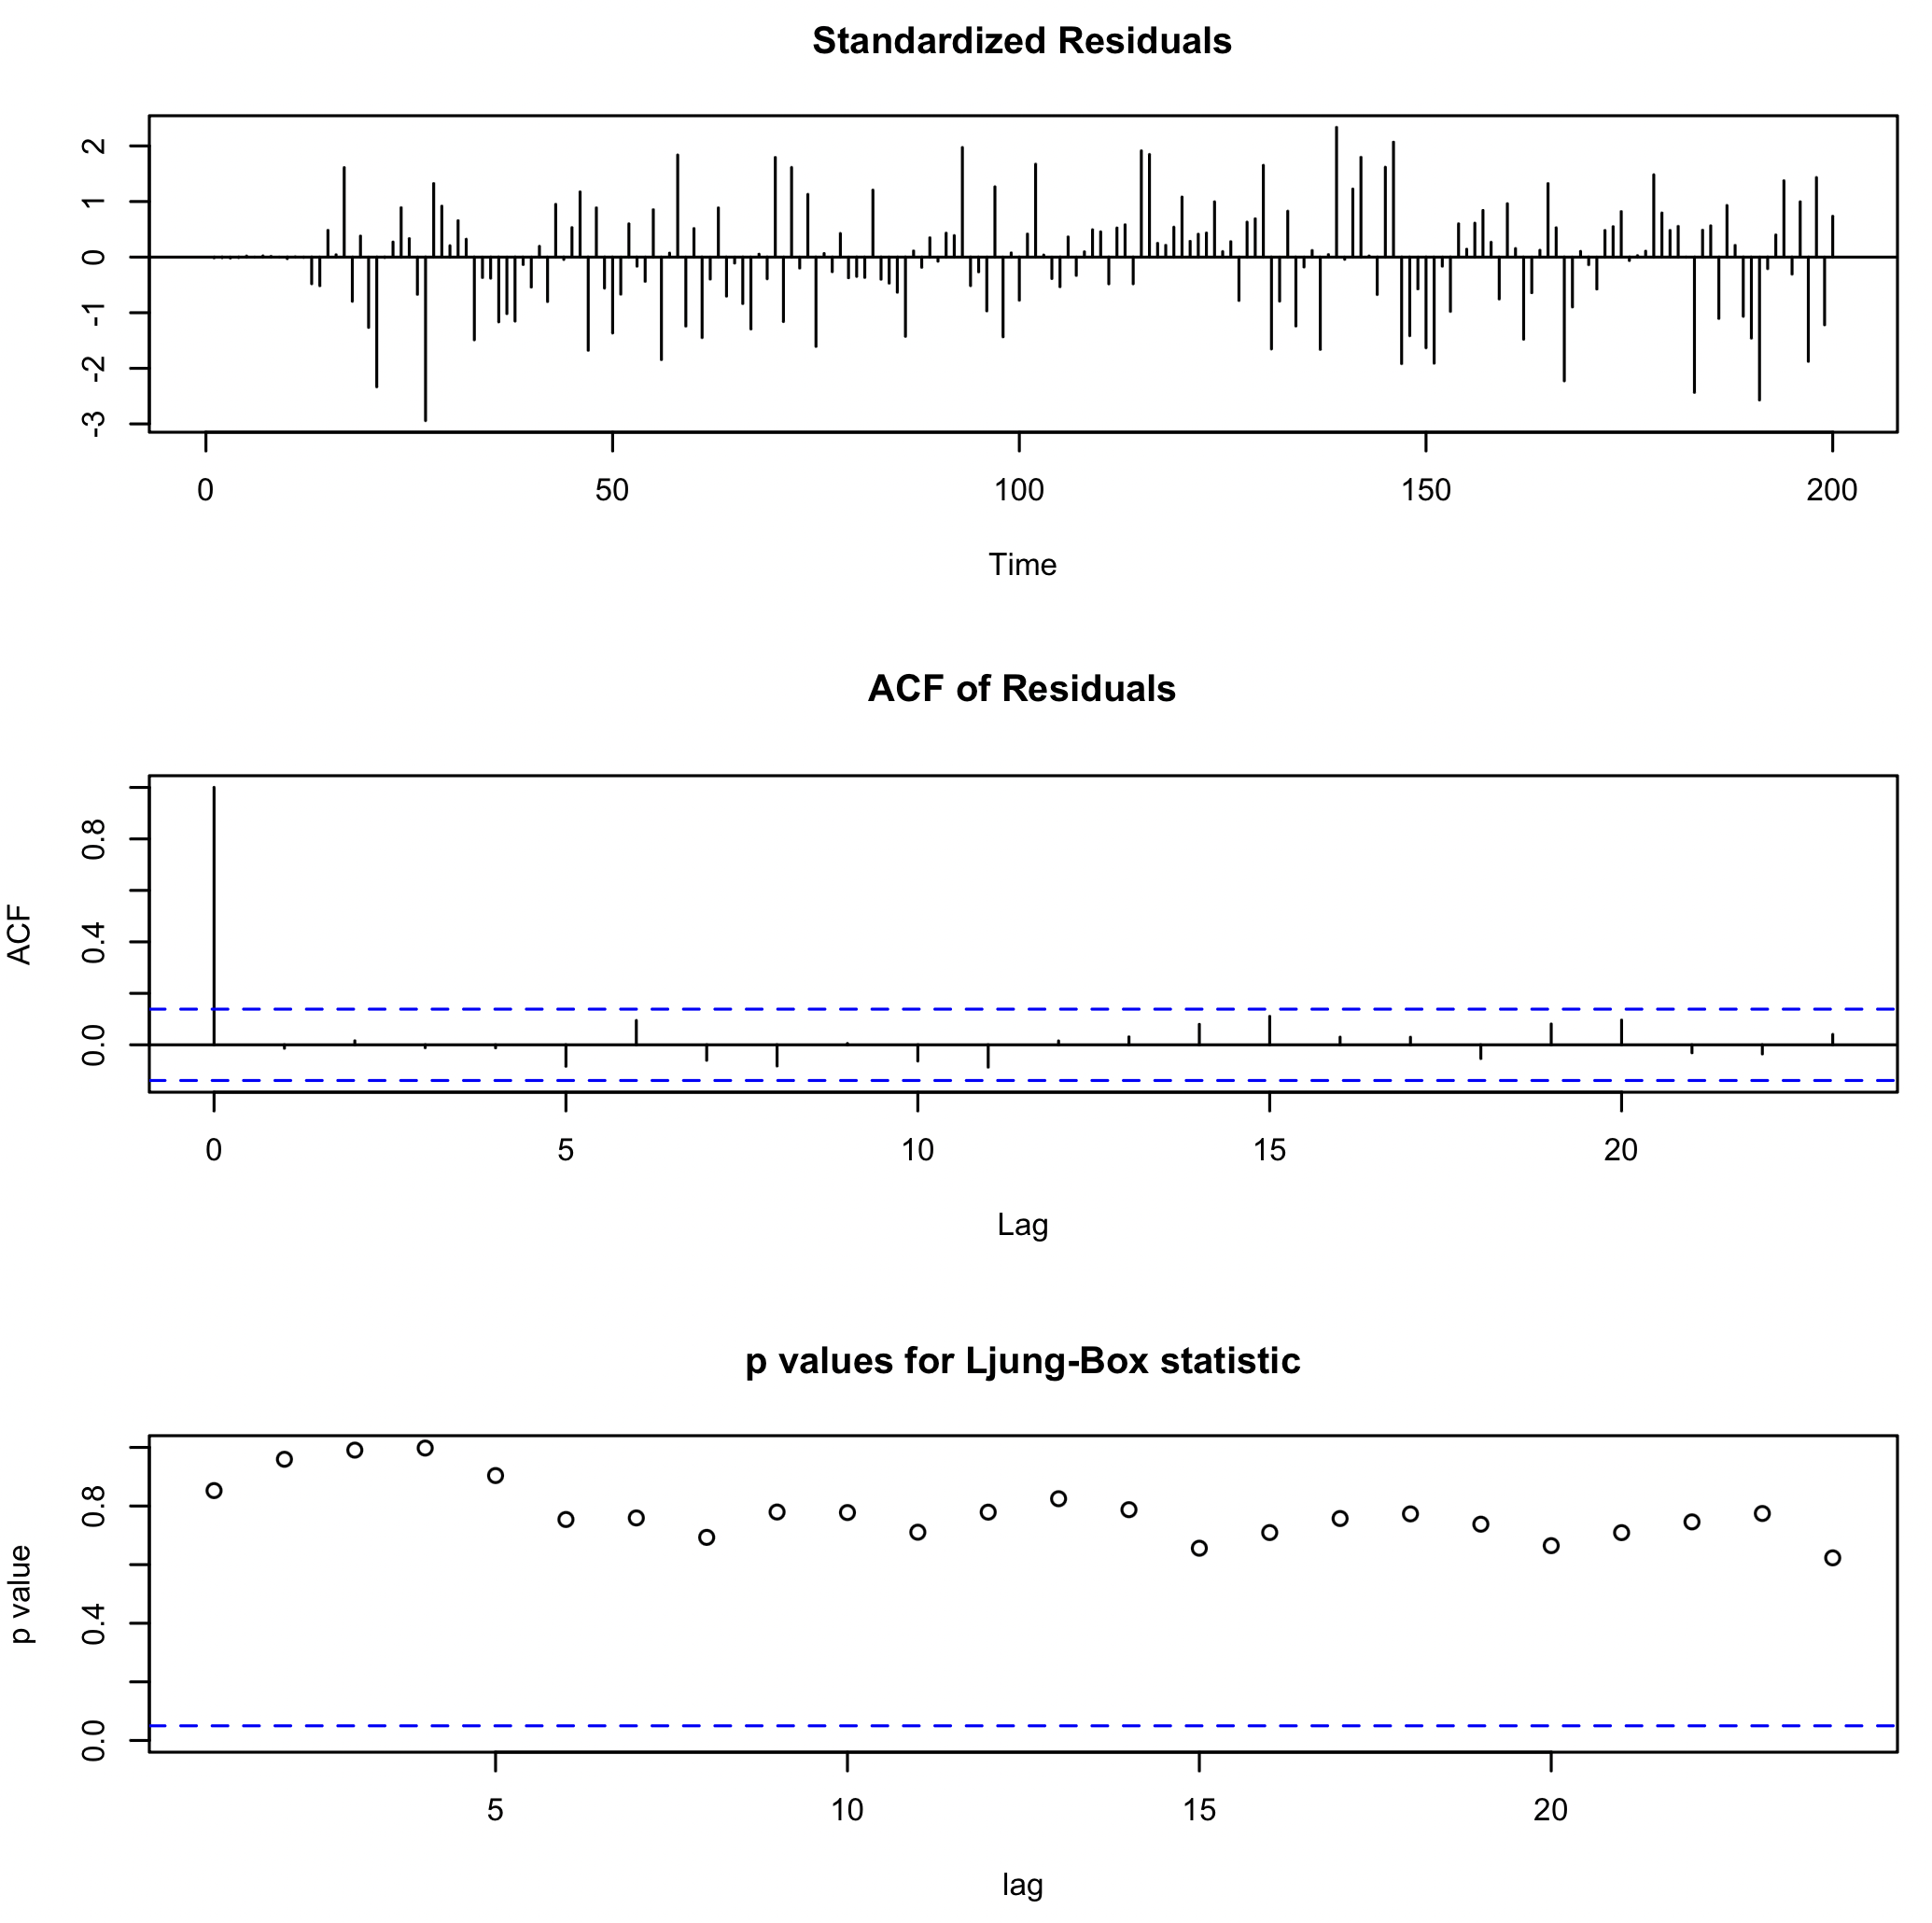 Standardized Residuals
2
1
0
-1
-2
-3
0 50 100 150 200
Time
ACF of Residuals
ACF
0.8
0.4
0.0
0 5 10 15 20
Lag
p values for Ljung-Box statistic
p value
0.8
0.4
0.0
5 10 15 20
lag